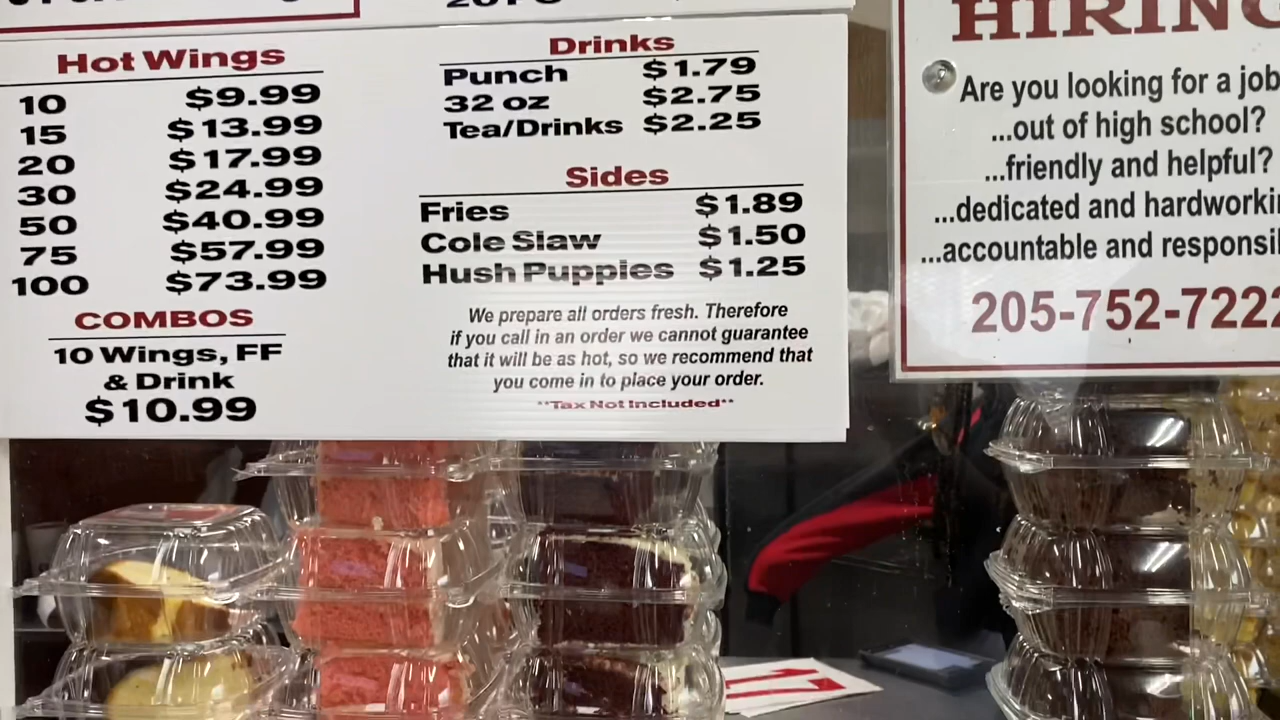 Hot Wings
10 $9.99
15 $13.99
20 $17.99
30 $24.99
50 $40.99
75 $57.99
100 $73.99
COMBOS
10 Wings, FF
& Drink
$10.99
Drinks
Punch $1.79
32 oz $2.75
Tea/Drinks $2.25
Sides
Fries $1.89
Cole Slaw $1.50
Hush Puppies $1.25
We prepare all orders fresh. Therefore
if you call in an order we cannot guarantee
that it will be as hot, so we recommend that
you come in to place your order.
**Tax Not Included**
HIRING
Are you looking for a job
...out of high school?
...friendly and helpful?
...dedicated and hardworki
...accountable and responsi
205-752-7222
17